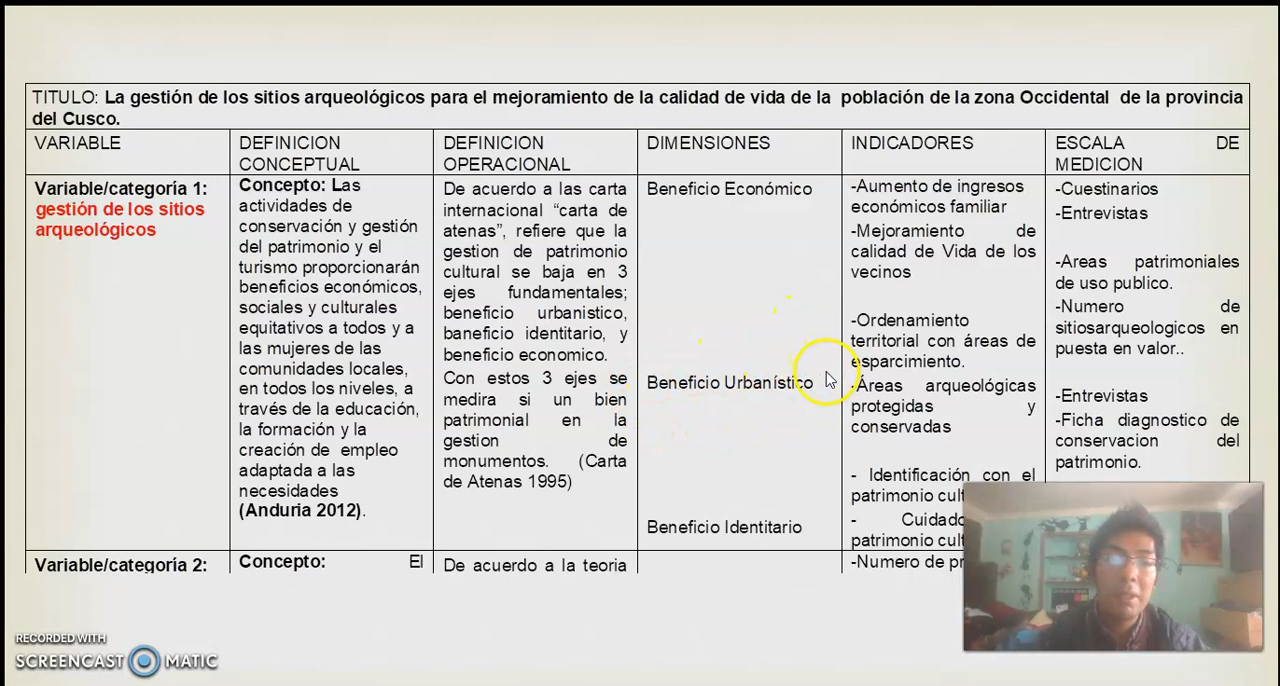 TITULO: La gestión de los sitios arqueológicos para el mejoramiento de la calidad de vida de la población de la zona Occidental de la provincia
del Cusco.
VARIABLE
DEFINICION
CONCEPTUAL
DEFINICION
OPERACIONAL
DIMENSIONES
INDICADORES
ESCALA DE
MEDICION
Variable/categoría 1:
gestión de los sitios
arqueológicos
Concepto: Las
actividades de
conservación y gestión
del patrimonio y el
turismo proporcionarán
beneficios económicos,
sociales y culturales
equitativos a todos y a
las mujeres de las
comunidades locales,
en todos los niveles, a
través de la educación,
la formación y la
creación de empleo
adaptada a las
necesidades
(Anduria 2012).
De acuerdo a las carta
internacional “carta de
atenas”, refiere que la
gestion de patrimonio
cultural se baja en 3
ejes fundamentales;
beneficio urbanistico,
baneficio identitario, y
beneficio economico.
Con estos 3 ejes se
medira si un bien
patrimonial en la
gestion de
monumentos. (Carta
de Atenas 1995)
Beneficio Económico
Beneficio Urbanístico
Beneficio Identitario
-Aumento de ingresos
económicos familiar
-Mejoramiento de
calidad de Vida de los
vecinos
-Ordenamiento
territorial con áreas de
esparcimiento.
-Áreas arqueológicas
protegidas y
conservadas
- Identificación con el
patrimonio
- Cuidado
patrimonio
-Cuestinarios
-Entrevistas
-Areas patrimoniales
de uso publico.
-Numero de
sitiosarqueologicos en
puesta en valor..
-Entrevistas
-Ficha diagnostico de
conservacion del
patrimonio.
Variable/categoría 2:
Concepto: El
De acuerdo a la teoria
-Numero de
RECORDED WITH
SCREENCAST MATIC